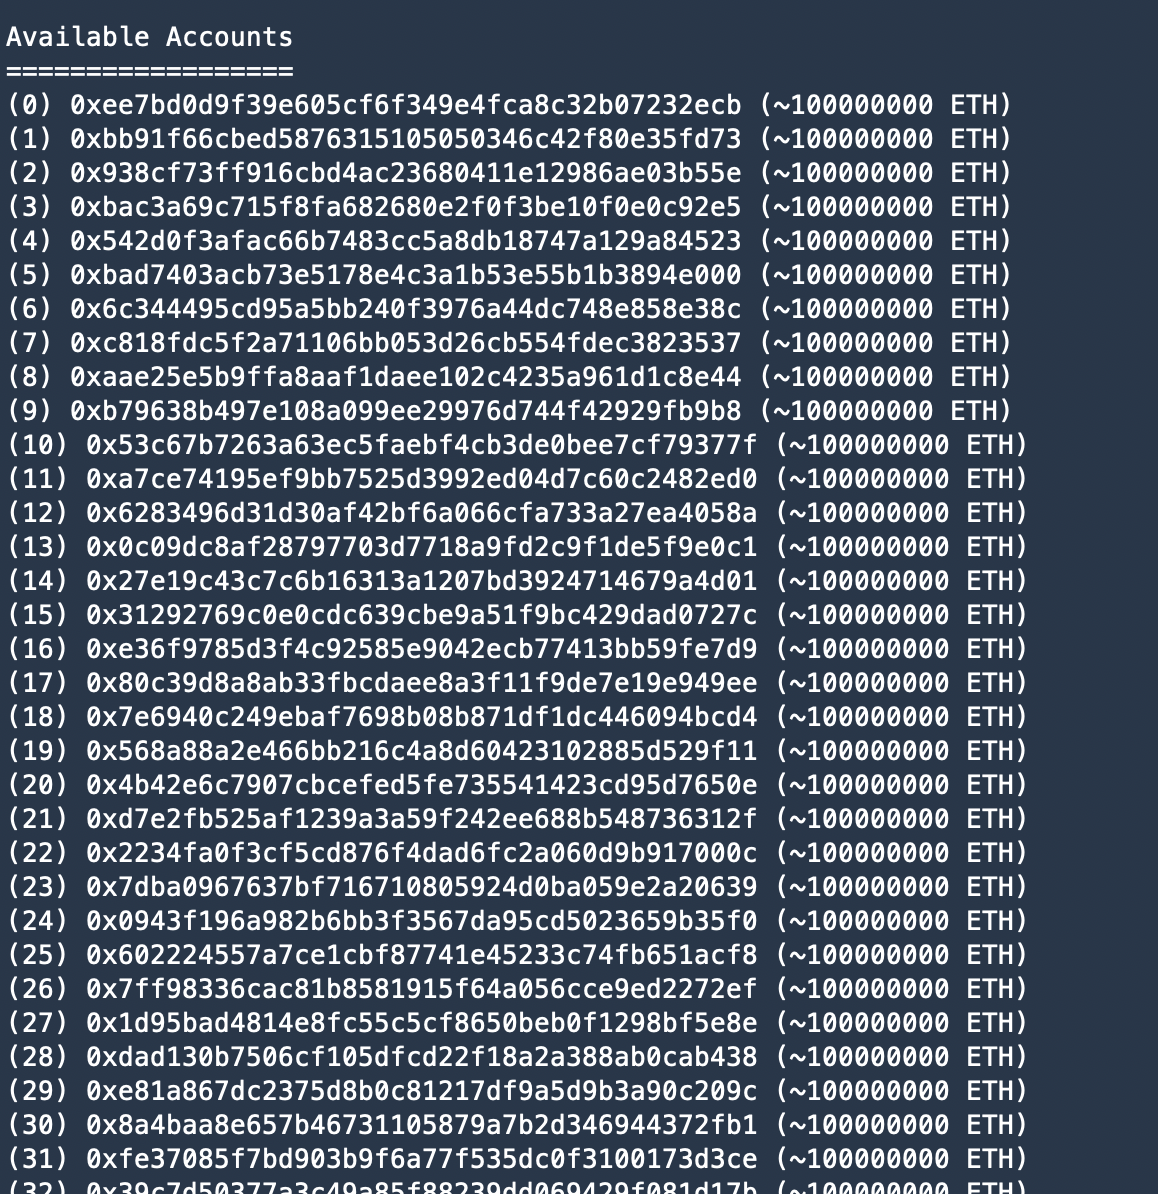 Available Accounts
==================
(0) 0xee7bd0d9f39e605cf6f349e4fca8c32b07232ecb (~100000000 ETH)
(1) 0xbb91f66cbed5876315105050346c42f80e35fd73 (~100000000 ETH)
(2) 0x938cf73ff916cbd4ac23680411e12986ae03b55e (~100000000 ETH)
(3) 0xbac3a69c715f8fa682680e2f0f3be10f0e0c92e5 (~100000000 ETH)
(4) 0x542d0f3afac66b7483cc5a8db18747a129a84523 (~100000000 ETH)
(5) 0xbad7403acb73e5178e4c3a1b53e55b1b3894e000 (~100000000 ETH)
(6) 0x6c344495cd95a5bb240f3976a44dc748e858e38c (~100000000 ETH)
(7) 0xc818fdc5f2a71106bb053d26cb554fdec3823537 (~100000000 ETH)
(8) 0xaae25e5b9ffa8aaf1daee102c4235a961d1c8e44 (~100000000 ETH)
(9) 0xb79638b497e108a099ee29976d744f42929fb9b8 (~100000000 ETH)
(10) 0x53c67b7263a63ec5faebf4cb3de0bee7cf79377f (~100000000 ETH)
(11) 0xa7ce74195ef9bb7525d3992ed04d7c60c2482ed0 (~100000000 ETH)
(12) 0x6283496d31d30af42bf6a066cfa733a27ea4058a (~100000000 ETH)
(13) 0x0c09dc8af28797703d7718a9fd2c9f1de5f9e0c1 (~100000000 ETH)
(14) 0x27e19c43c7c6b16313a1207bd3924714679a4d01 (~100000000 ETH)
(15) 0x31292769c0e0cdc639cbe9a51f9bc429dad0727c (~100000000 ETH)
(16) 0xe36f9785d3f4c92585e9042ecb77413bb59fe7d9 (~100000000 ETH)
(17) 0x80c39d8a8ab33fbcdaee8a3f11f9de7e19e949ee (~100000000 ETH)
(18) 0x7e6940c249ebaf7698b08b871df1dc446094bcd4 (~100000000 ETH)
(19) 0x568a88a2e466bb216c4a8d60423102885d529f11 (~100000000 ETH)
(20) 0x4b42e6c7907cbcefed5fe735541423cd95d7650e (~100000000 ETH)
(21) 0xd7e2fb525af1239a3a59f242ee688b548736312f (~100000000 ETH)
(22) 0x2234fa0f3cf5cd876f4dad6fc2a060d9b917000c (~100000000 ETH)
(23) 0x7dba0967637bf716710805924d0ba059e2a20639 (~100000000 ETH)
(24) 0x0943f196a982b6bb3f3567da95cd5023659b35f0 (~100000000 ETH)
(25) 0x602224557a7ce1cbf87741e45233c74fb651acf8 (~100000000 ETH)
(26) 0x7ff98336cac81b8581915f64a056cce9ed2272ef (~100000000 ETH)
(27) 0x1d95bad4814e8fc55c5cf8650beb0f1298bf5e8e (~100000000 ETH)
(28) 0xdad130b7506cf105dfcd22f18a2a388ab0cab438 (~100000000 ETH)
(29) 0xe81a867dc2375d8b0c81217df9a5d9b3a90c209c (~100000000 ETH)
(30) 0x8a4baa8e657b46731105879a7b2d346944372fb1 (~100000000 ETH)
(31) 0xfe37085f7bd903b9f6a77f535dc0f3100173d3ce (~100000000 ETH)
(32) (~100000000 ETH)